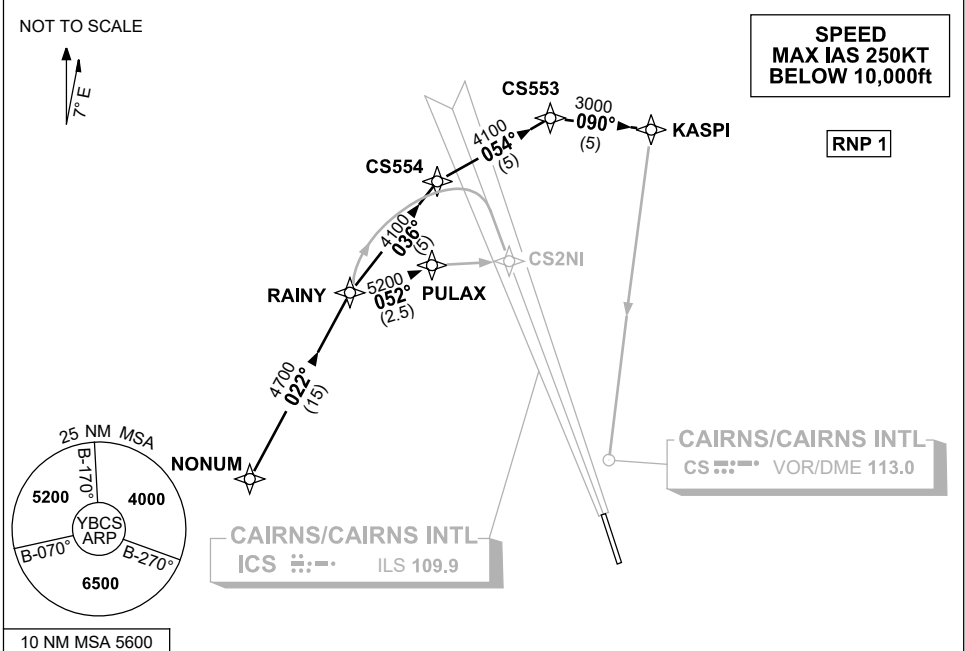 NOT TO SCALE
7° E
SPEED
MAX IAS 250KT
BELOW 10,000ft
RNP 1
CS553
3000
090°
(5)
KASPI
4100
054°
(5)
CS554
4100
036°
(5)
CS2NI
RAINY
5200
052°
(2.5)
PULAX
4700
022°
(15)
NONUM
25 NM MSA
B-170°
5200
4000
YBCS
ARP
B-070°
B-270°
6500
10 NM MSA 5600
CAIRNS/CAIRNS INTL
CS VOR/DME 113.0
CAIRNS/CAIRNS INTL
ICS ILS 109.9